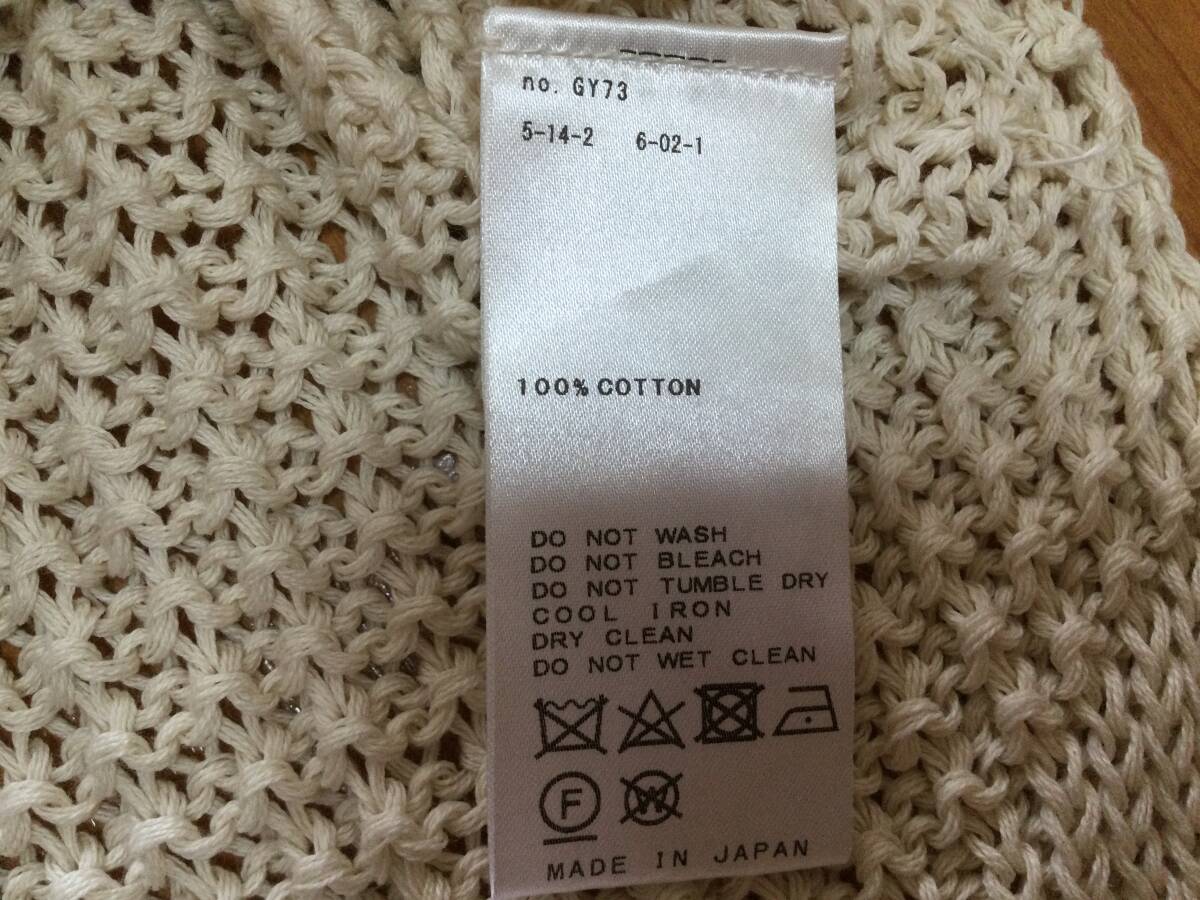 no. GY73
5-14-2 6-02-1
100% COTTON
DO NOT WASH
DO NOT BLEACH
DO NOT TUMBLE DRY
COOL IRON
DRY CLEAN
DO NOT WET CLEAN
F W
MADE IN JAPAN